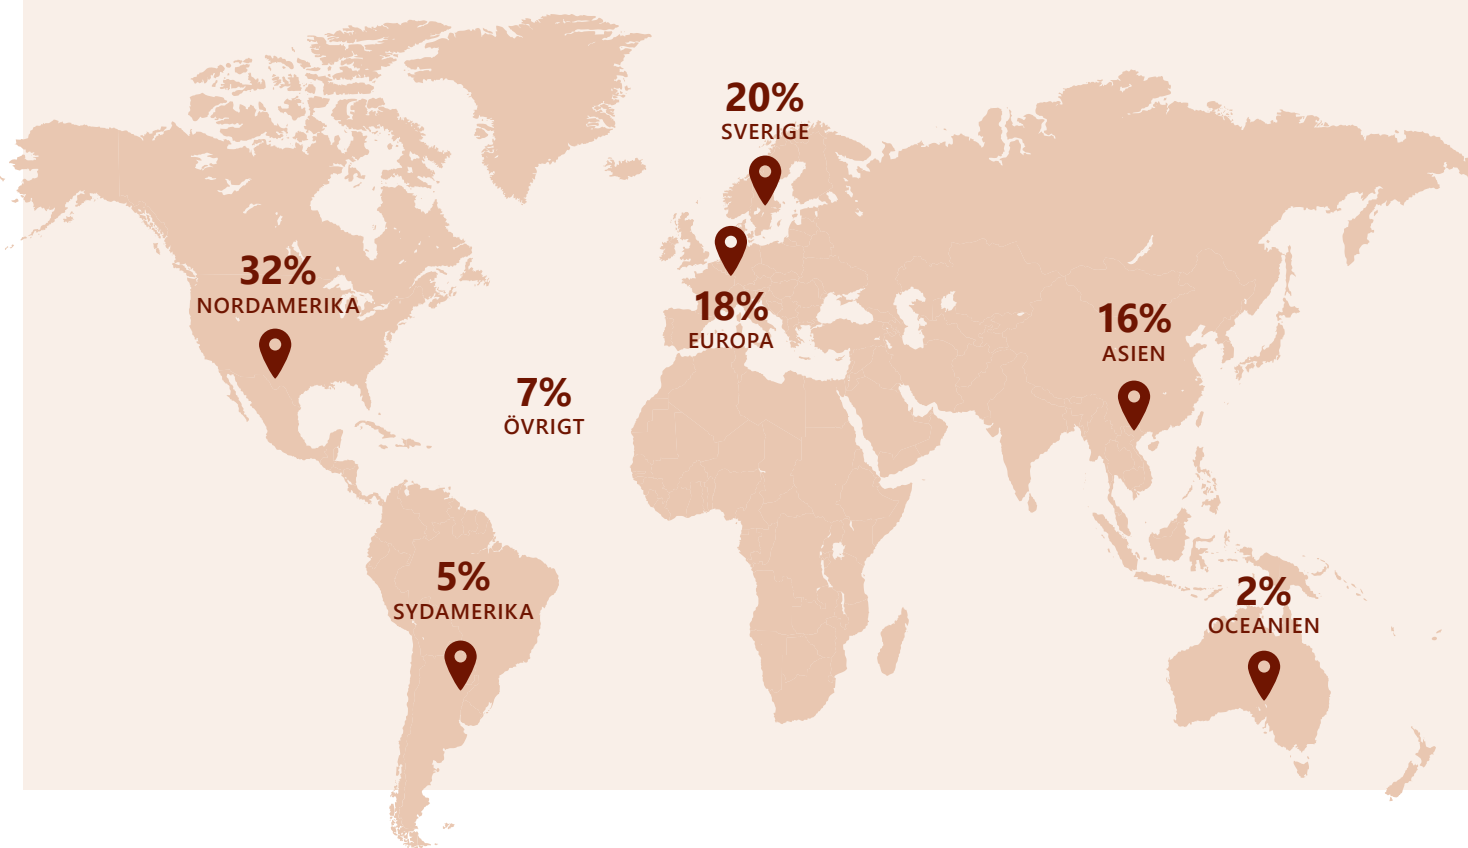 20%
SVERIGE
32%
NORDAMERIKA
18%
EUROPA
16%
ASIEN
7%
ÖVRIGT
5%
SYDAMERIKA
2%
OCEANIEN